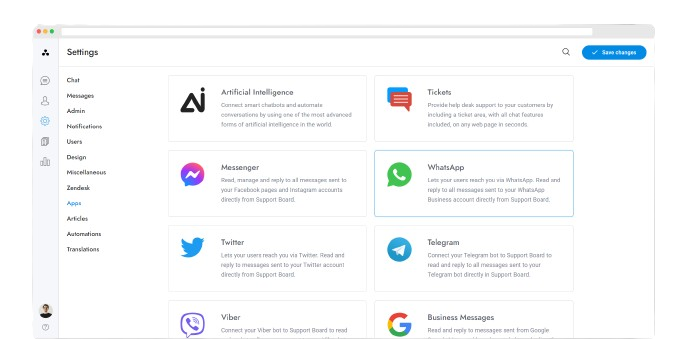 Settings
Save changes
Chat
Messages
Admin
Notifications
Users
Design
Miscellaneous
Zendesk
Apps
Articles
Automations
Translations
Artificial Intelligence
Connect smart chatbots and automate
conversations by using one of the most advanced
forms of artificial intelligence in the world.
Tickets
Provide help desk support to your customers by
including a ticket area, with all chat features
included, on any web page in seconds.
Messenger
Read, manage and reply to all messages sent to
your Facebook pages and Instagram accounts
directly from Support Board.
WhatsApp
Lets your users reach you via WhatsApp. Read and
reply to all messages sent to your WhatsApp
Business account directly from Support Board.
Twitter
Lets your users reach you via Twitter. Read and
reply to messages sent to your Twitter account
directly from Support Board.
Telegram
Connect your Telegram bot to Support Board to
read and reply to all messages sent to your
Telegram bot directly in Support Board.
Viber
Connect your Viber bot to Support Board to read
Business Messages
Read and reply to messages sent from Google